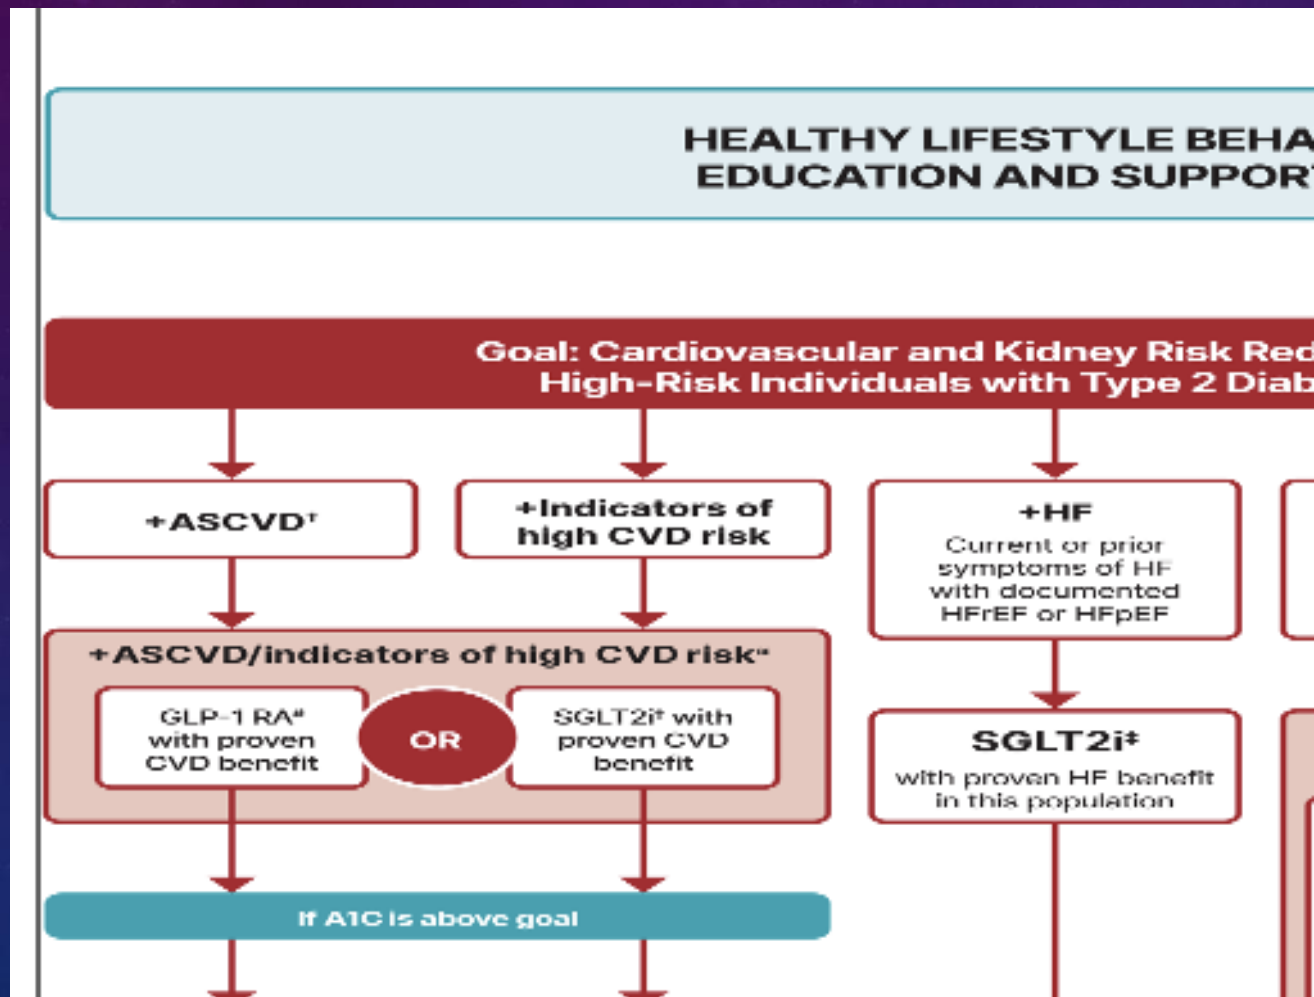 HEALTHY LIFESTYLE BEHA
EDUCATION AND SUPPORT
Goal: Cardiovascular and Kidney Risk Red
High-Risk Individuals with Type 2 Diab
+ASCVD†
+Indicators of
high CVD risk
+HF
Current or prior
symptoms of HF
with documented
HFrEF or HFpEF
+ASCVD/indicators of high CVD risk
GLP-1 RA
with proven
CVD benefit
OR
SGLT2i‡ with
proven CVD
benefit
SGLT2i‡
with proven HF benefit
in this population
If A1C is above goal